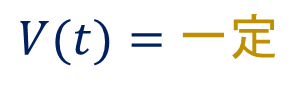 V(t) = 一定